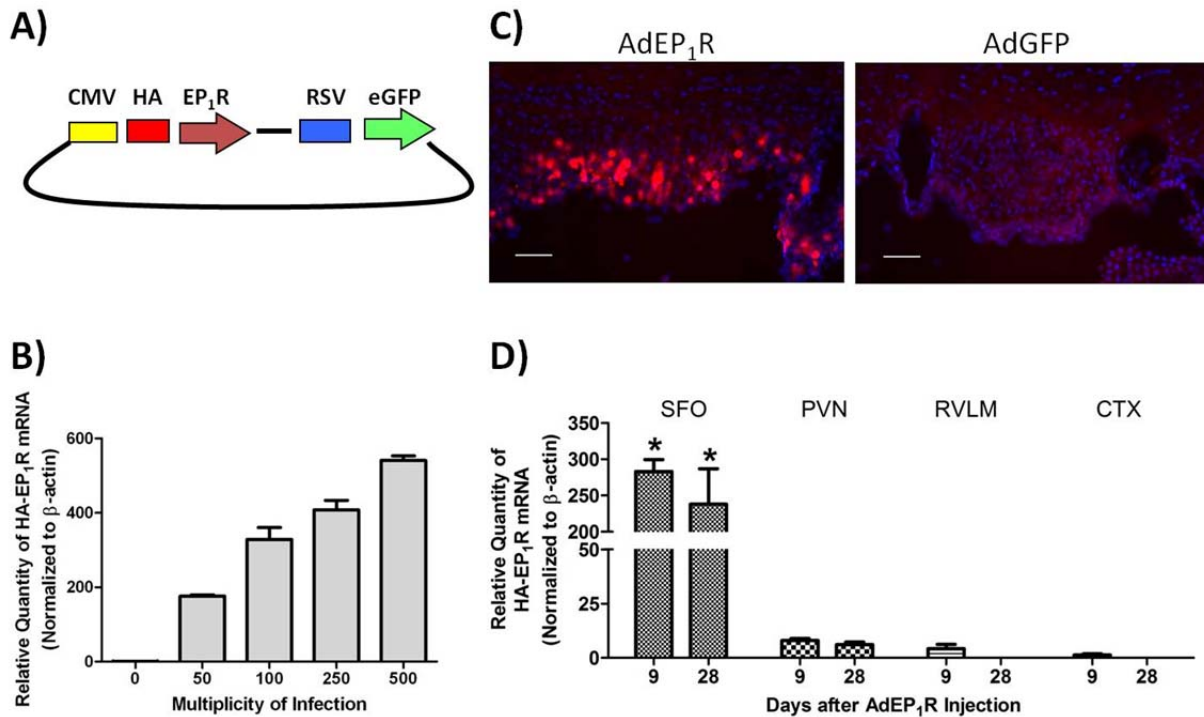 A)
CMV HA EP₁R RSV eGFP
C)
AdEP₁R AdGFP
B)
Relative Quantity of HA-EP₁R mRNA
(Normalized to β-actin)
600
400
200
0
0 50 100 250 500
Multiplicity of Infection
D)
Relative Quantity of
HA-EP₁R mRNA
(Normalized to β-actin)
SFO PVN RVLM CTX
350
300
250
200
50
25
0
* *
9 28 9 28 9 28 9 28
Days after AdEP₁R Injection